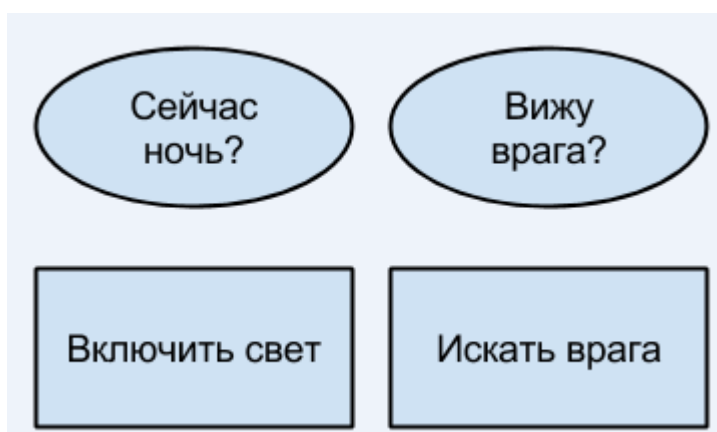 Сейчас
ночь?
Вижу
врага?
Включить свет
Искать врага